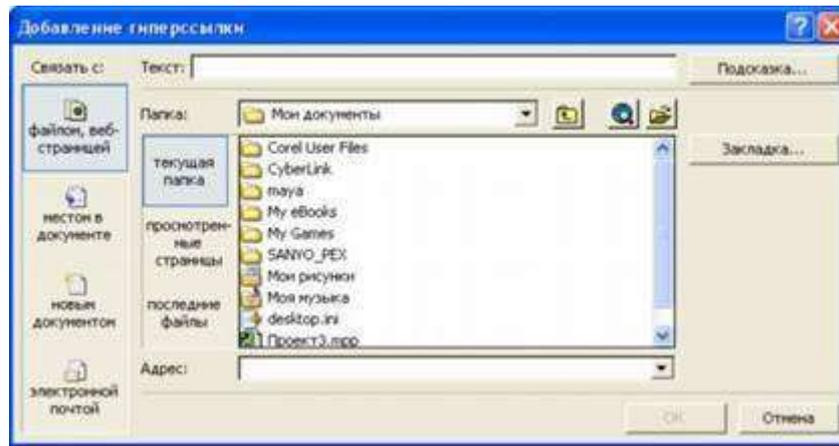 Добавление гиперссылки
Связать с:
Текст:
Подсказка...
файлом, веб-
страницей
Папка:
Мои документы
Закладка...
текущая
папка
Corel User Files
CyberLink
maya
My eBooks
My Games
SANYO_PEX
Мои рисунки
Моя музыка
desktop.ini
Проект3.mpp
местом в
документе
просмотрен-
ные
страницы
новым
документом
последние
файлы
электронной
почтой
Адрес:
OK
Отмена